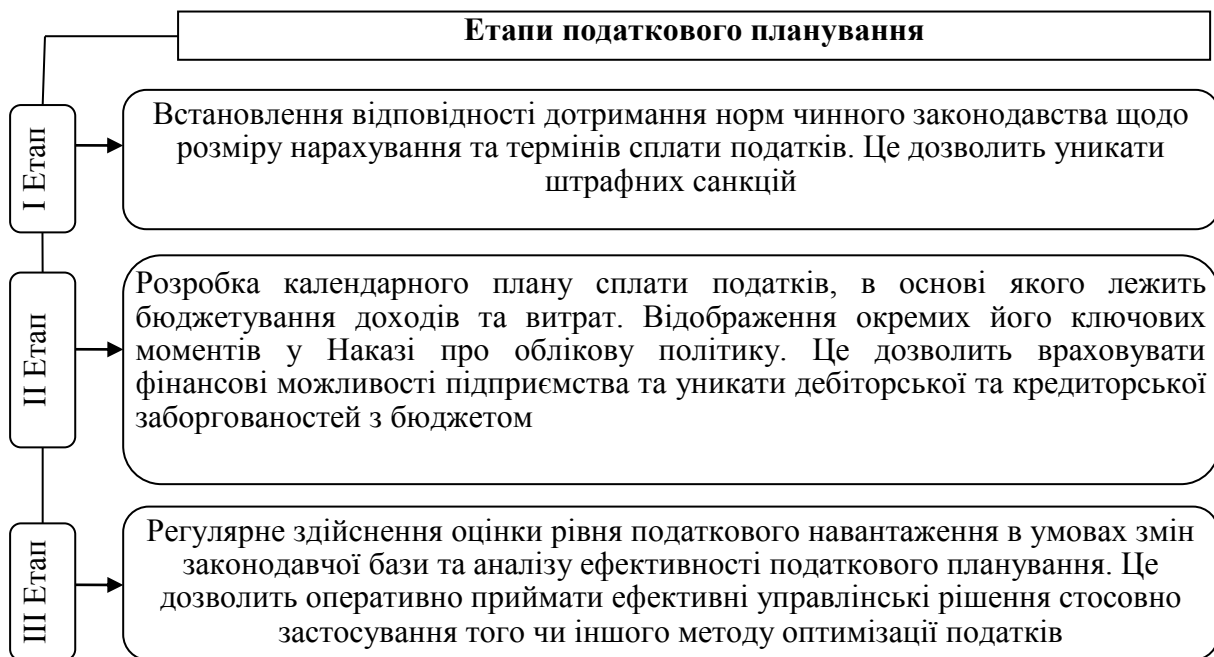 Етапи податкового планування
І Етап
Встановлення відповідності дотримання норм чинного законодавства щодо
розміру нарахування та термінів сплати податків. Це дозволить уникати
штрафних санкцій
ІІ Етап
Розробка календарного плану сплати податків, в основі якого лежить
бюджетування доходів та витрат. Відображення окремих його ключових
моментів у Наказі про облікову політику. Це дозволить враховувати
фінансові можливості підприємства та уникати дебіторської та кредиторської
заборгованостей з бюджетом
ІІІ Етап
Регулярне здійснення оцінки рівня податкового навантаження в умовах змін
законодавчої бази та аналізу ефективності податкового планування. Це
дозволить оперативно приймати ефективні управлінські рішення стосовно
застосування того чи іншого методу оптимізації податків